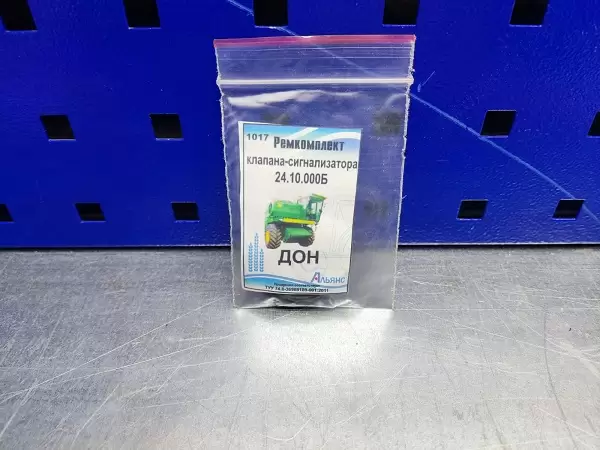 1017 Ремкомплект
клапана-сигнализатора
24.10.000Б
ДОН
Альянс